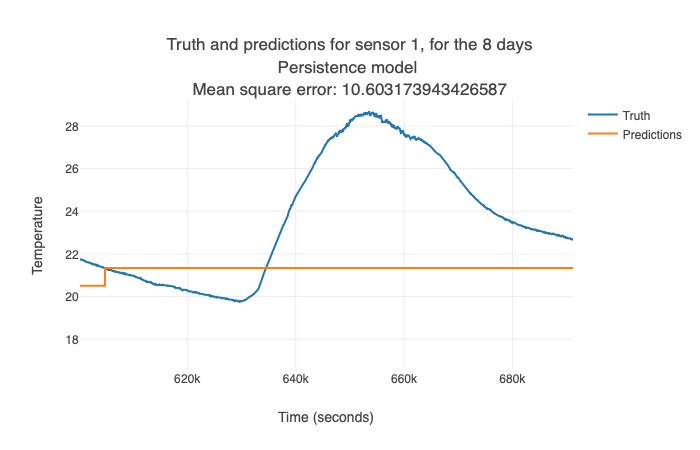 Truth and predictions for sensor 1, for the 8 days
Persistence model
Mean square error: 10.603173943426587
Truth
Predictions
28
26
24
22
20
18
Temperature
620k
640k
660k
680k
Time (seconds)